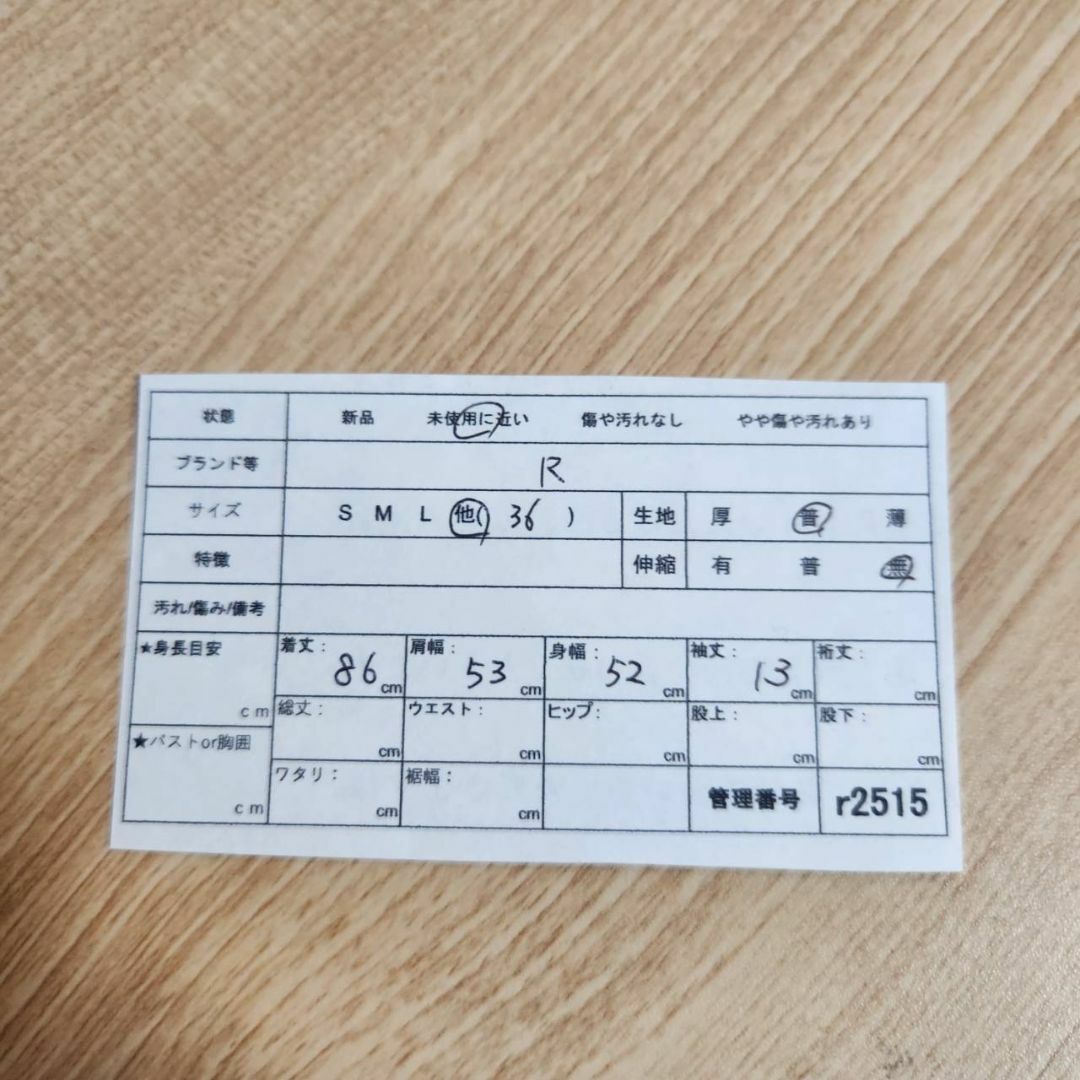 状態 新品 未使用に近い 傷や汚れなし やや傷や汚れあり
ブランド等 R
サイズ S M L 他( 36 ) 生地 厚 普 薄
特徴 伸縮 有 普 無
汚れ/傷み/備考
★身長目安 cm 着丈: 86 cm 肩幅: 53 cm 身幅: 52 cm 袖丈: 13 cm 裄丈: cm
総丈: cm ウエスト: cm ヒップ: cm 股上: cm 股下: cm
★バストor胸囲 cm ワタリ: cm 裾幅: cm 管理番号 r2515